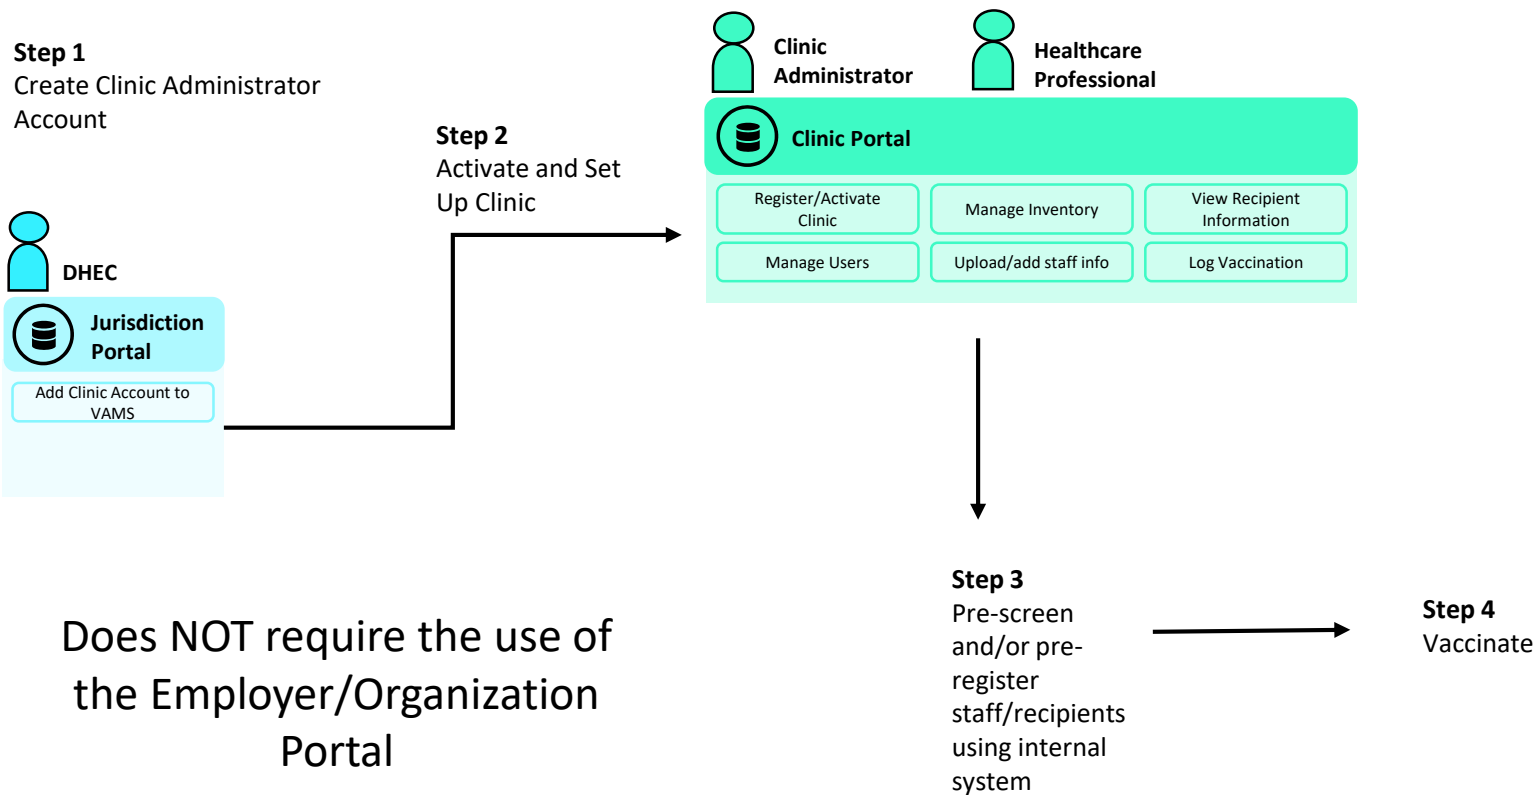 Step 1
Create Clinic Administrator
Account
DHEC
Jurisdiction
Portal
Add Clinic Account to
VAMS
Step 2
Activate and Set
Up Clinic
Clinic
Administrator
Healthcare
Professional
Clinic Portal
Register/Activate
Clinic
Manage Inventory
View Recipient
Information
Manage Users
Upload/add staff info
Log Vaccination
Step 3
Pre-screen
and/or pre-
register
staff/recipients
using internal
system
Step 4
Vaccinate
Does NOT require the use of
the Employer/Organization
Portal